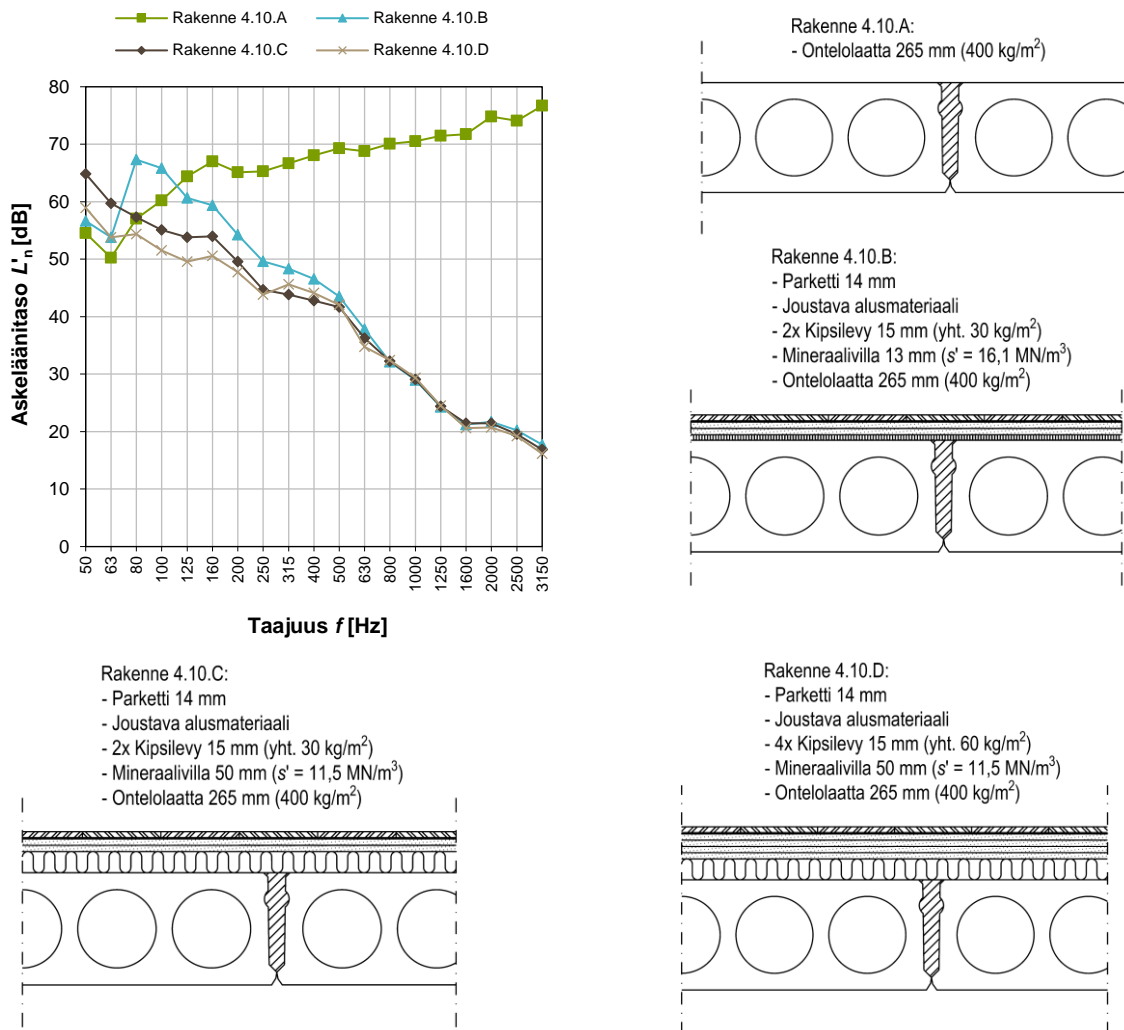 Rakenne 4.10.A
Rakenne 4.10.B
Rakenne 4.10.C
Rakenne 4.10.D
80
70
60
50
40
30
20
10
0
Askeläänitaso L'n [dB]
50
63
80
100
125
160
200
250
315
400
500
630
800
1000
1250
1600
2000
2500
3150
Taajuus f [Hz]
Rakenne 4.10.A:
- Ontelolaatta 265 mm (400 kg/m²)
Rakenne 4.10.B:
- Parketti 14 mm
- Joustava alusmateriaali
- 2x Kipsilevy 15 mm (yht. 30 kg/m²)
- Mineraalivilla 13 mm (s' = 16,1 MN/m³)
- Ontelolaatta 265 mm (400 kg/m²)
Rakenne 4.10.C:
- Parketti 14 mm
- Joustava alusmateriaali
- 2x Kipsilevy 15 mm (yht. 30 kg/m²)
- Mineraalivilla 50 mm (s' = 11,5 MN/m³)
- Ontelolaatta 265 mm (400 kg/m²)
Rakenne 4.10.D:
- Parketti 14 mm
- Joustava alusmateriaali
- 4x Kipsilevy 15 mm (yht. 60 kg/m²)
- Mineraalivilla 50 mm (s' = 11,5 MN/m³)
- Ontelolaatta 265 mm (400 kg/m²)